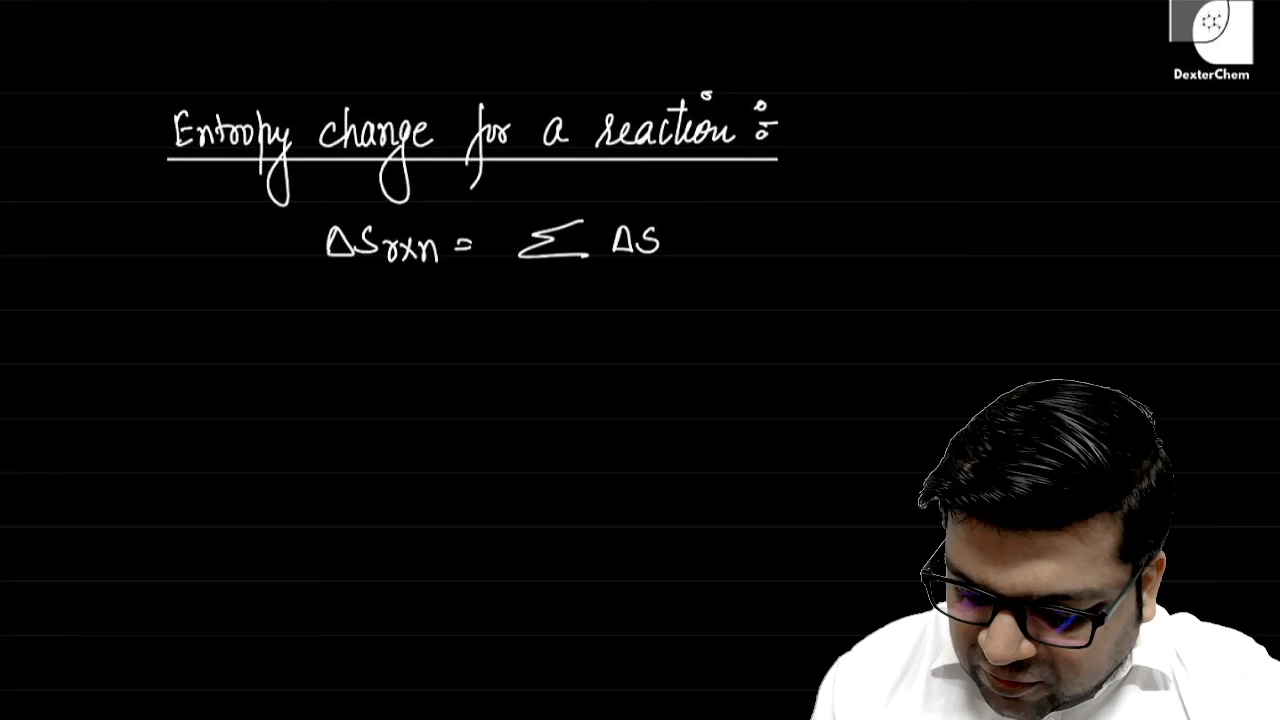 DexterChem
Entropy change for a reaction :-
ΔSrxn = Σ ΔS